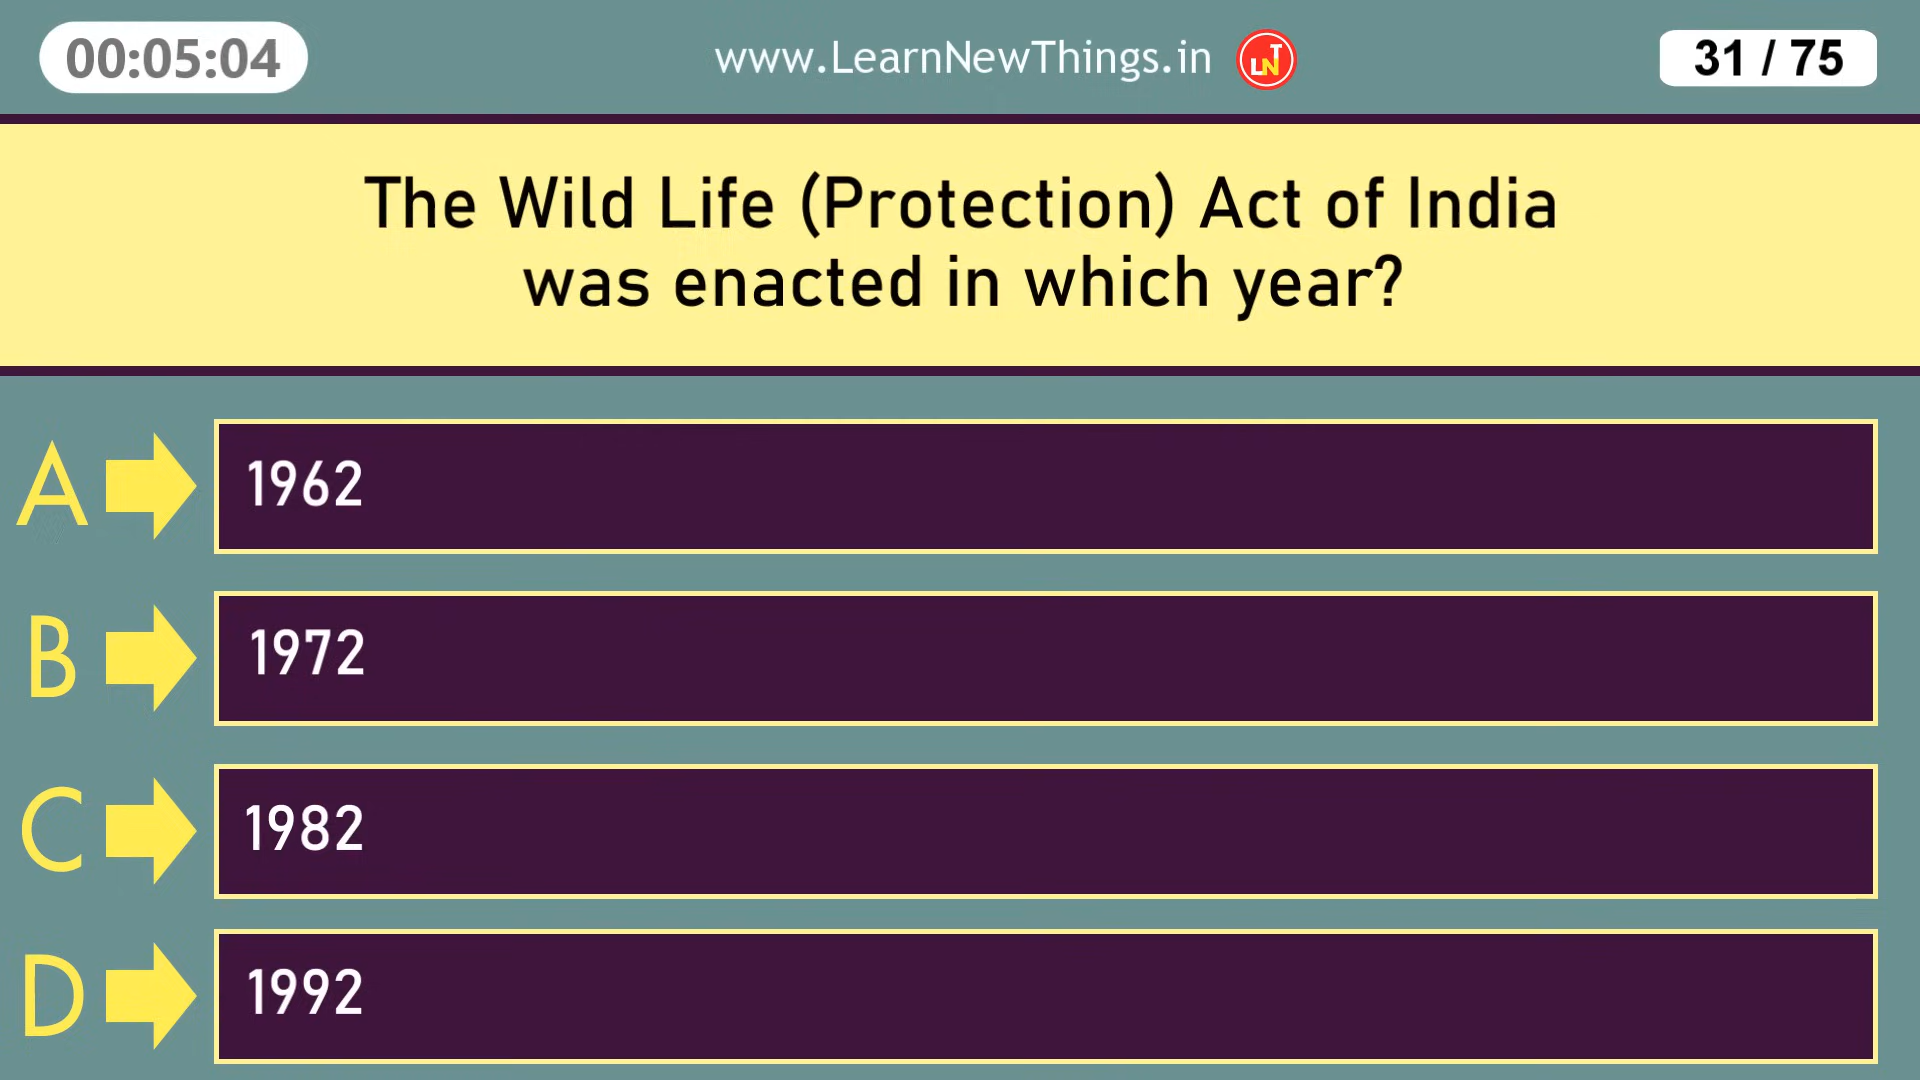 00:05:04
www.LearnNewThings.in
LNT
31 / 75
The Wild Life (Protection) Act of India
was enacted in which year?
A
1962
B
1972
C
1982
D
1992